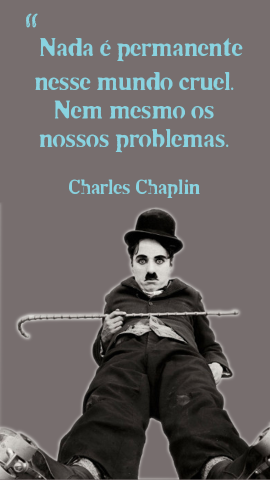 “
Nada é permanente
nesse mundo cruel.
Nem mesmo os
nossos problemas.
Charles Chaplin